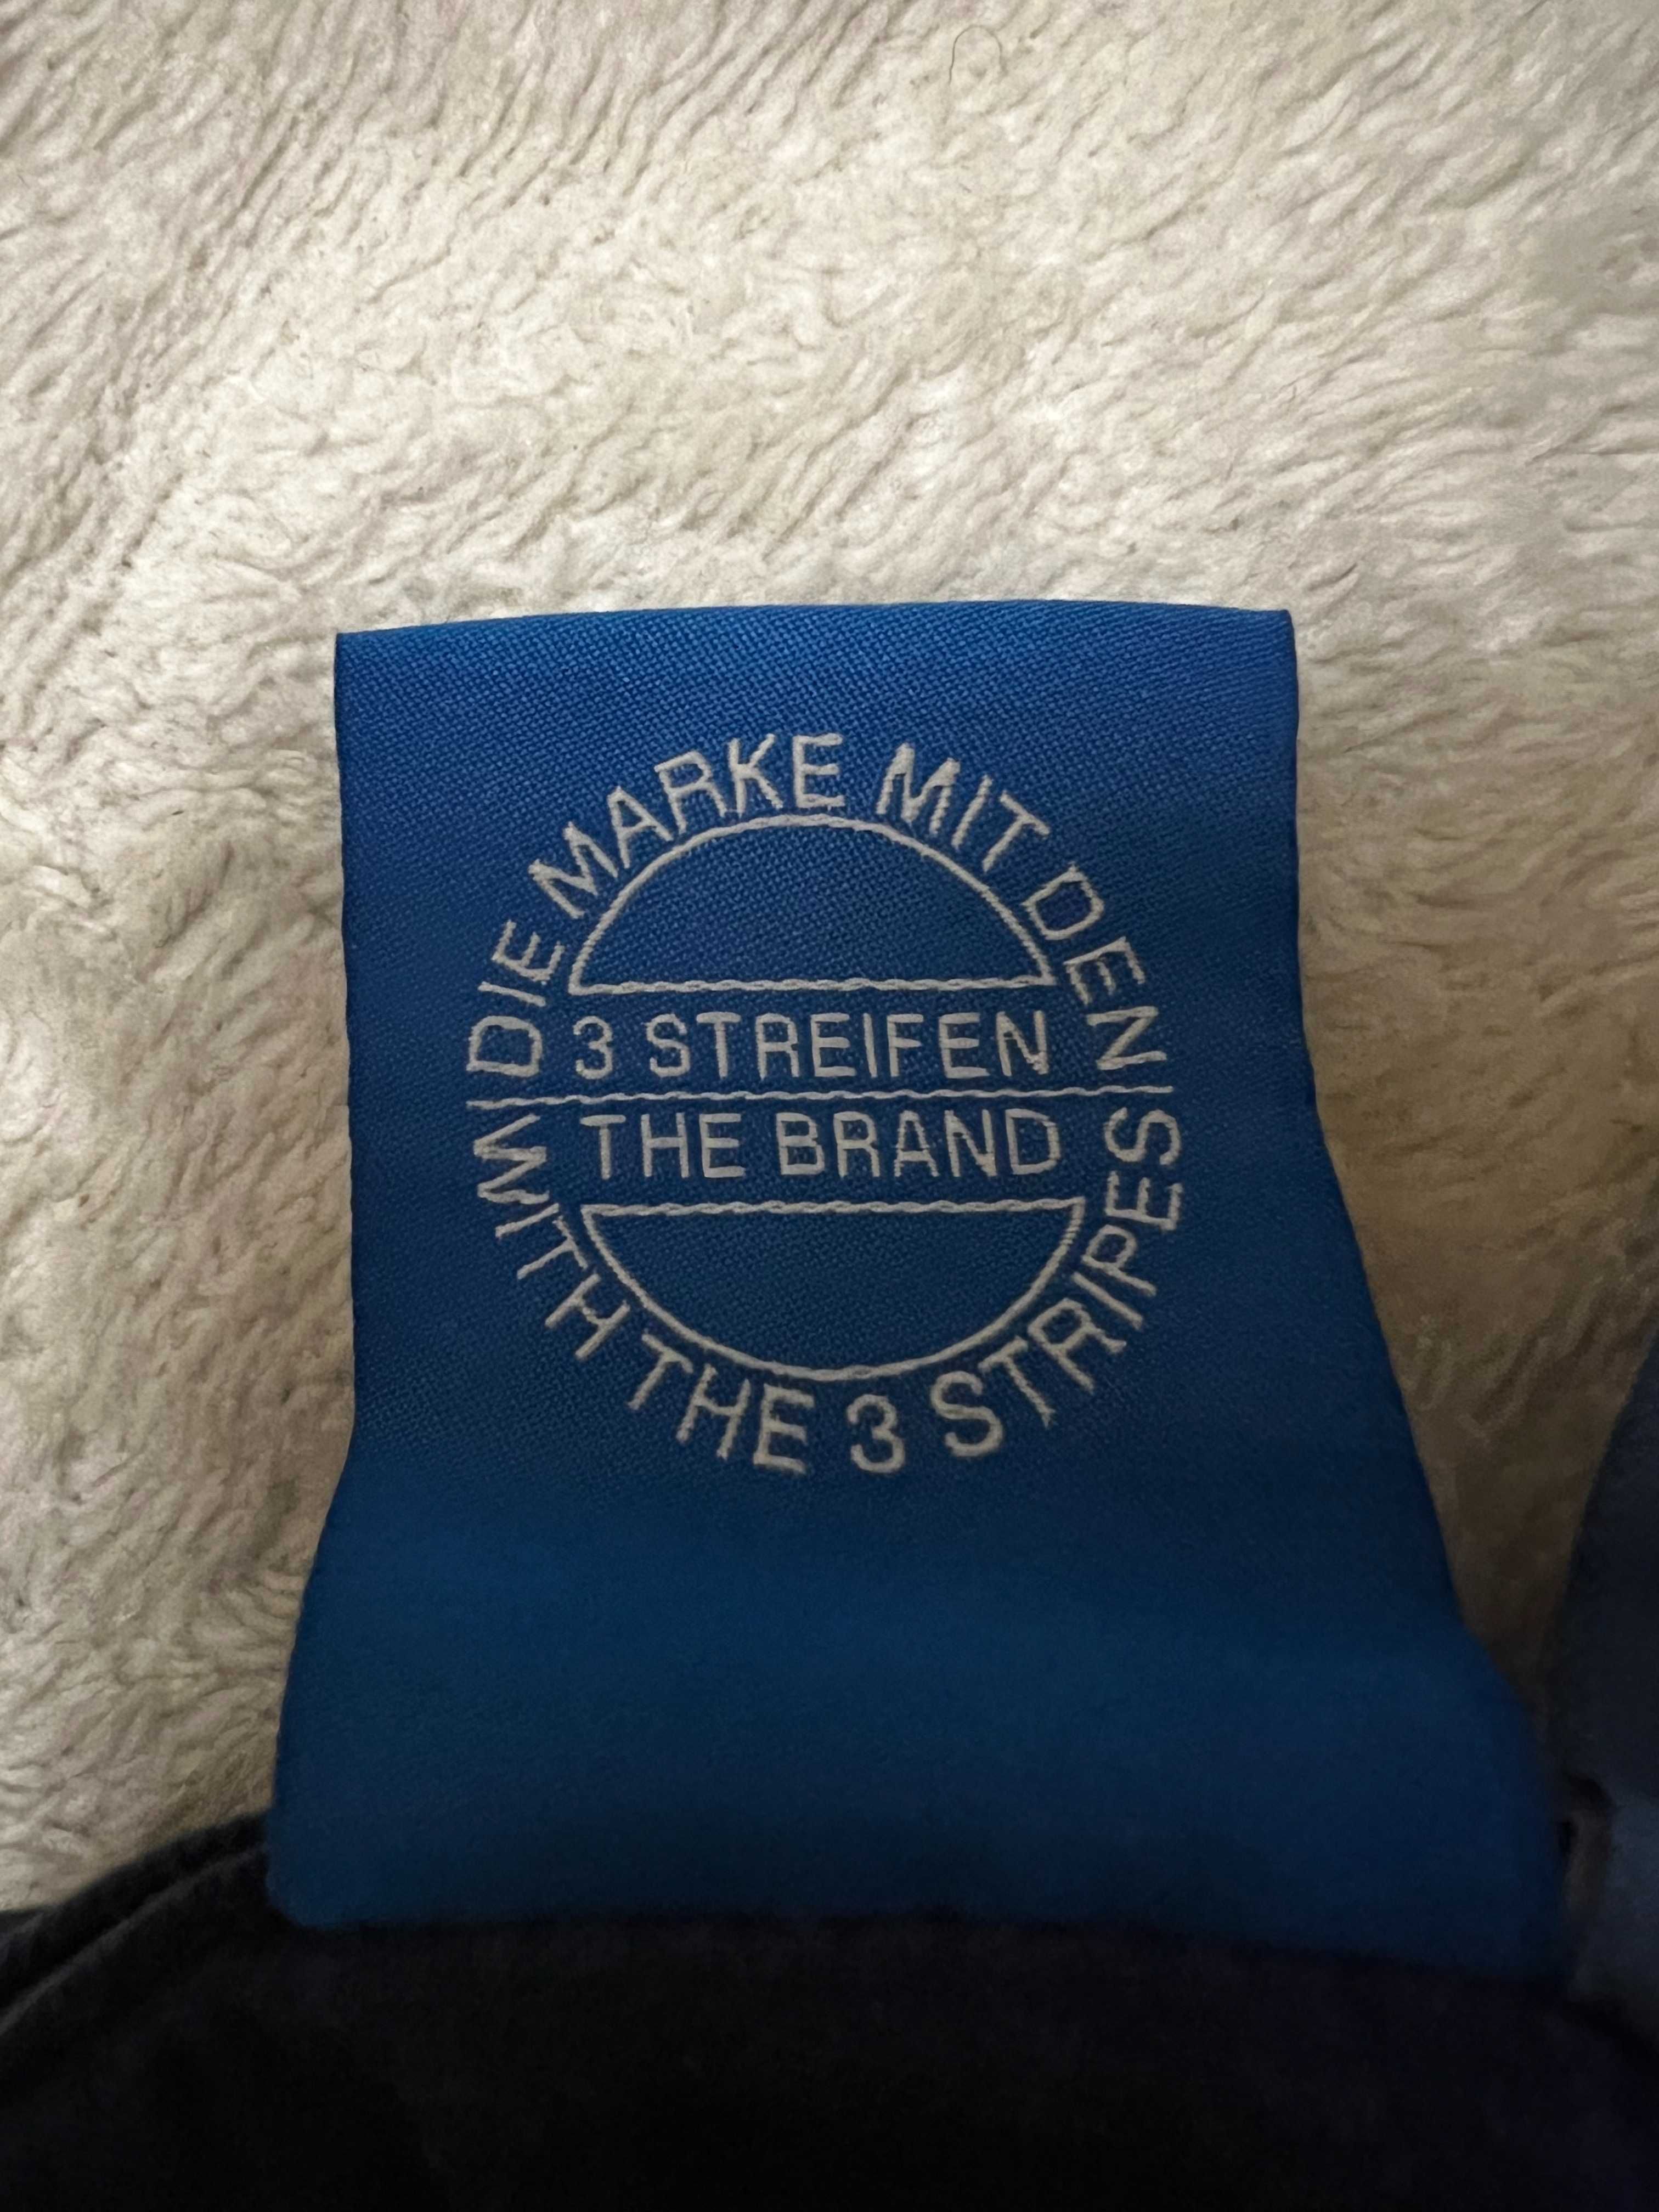 DIE MARKE MIT DEN
3 STREIFEN
THE BRAND
WITH THE 3 STRIPES